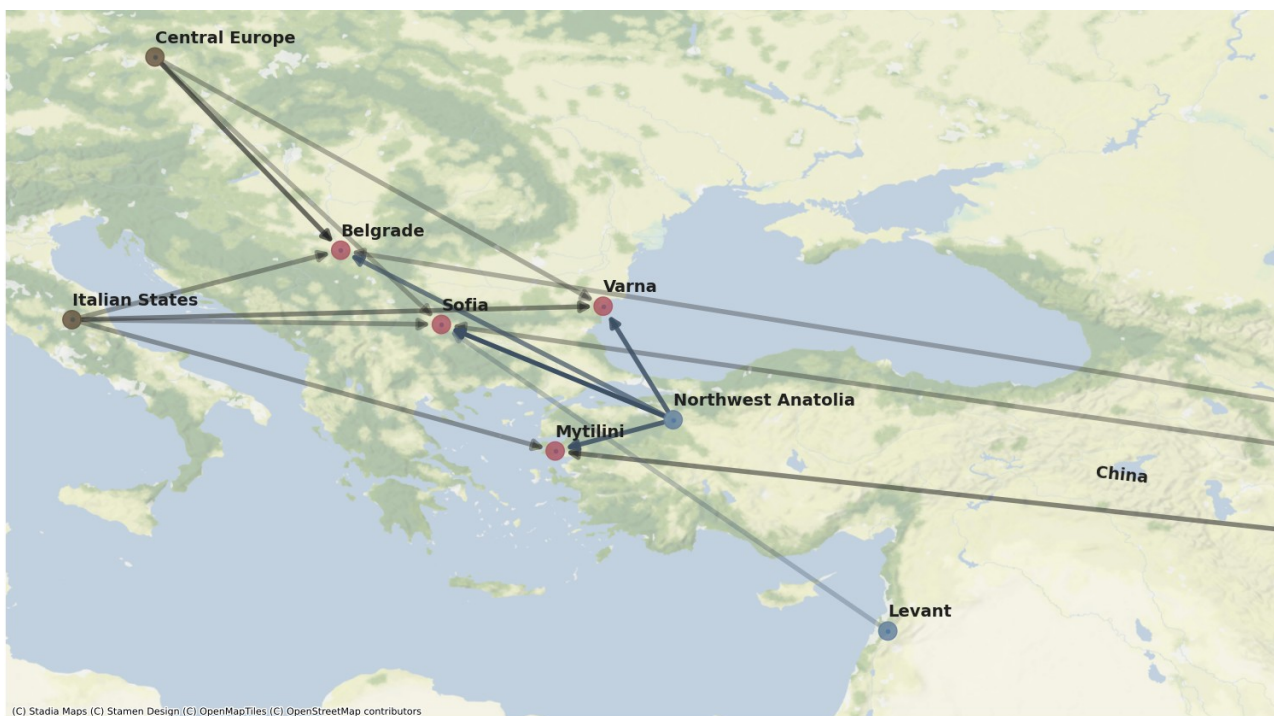 Central Europe
Belgrade
Varna
Italian States
Sofia
Northwest Anatolia
Mytilini
China
Levant
(C) Stadia Maps (C) Stamen Design (C) OpenMapTiles (C) OpenStreetMap contributors